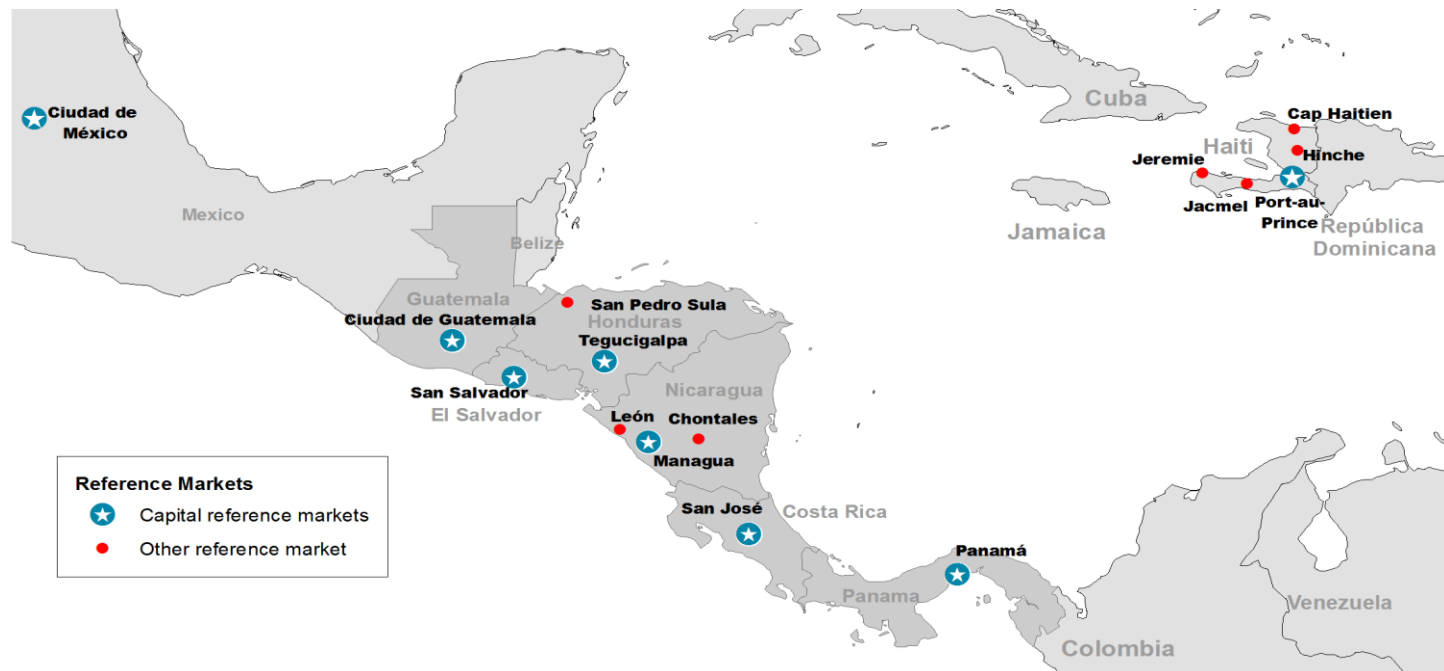 Cuba
Cap Haitien
Ciudad de
México
Haiti
Hinche
Jeremie
Jacmel
Port-au-
Prince
Mexico
República
Dominicana
Jamaica
Belize
Guatemala
San Pedro Sula
Ciudad de Guatemala
Honduras
Tegucigalpa
Nicaragua
San Salvador
El Salvador
León
Chontales
Managua
Reference Markets
Capital reference markets
Other reference market
San José
Costa Rica
Panamá
Panama
Venezuela
Colombia